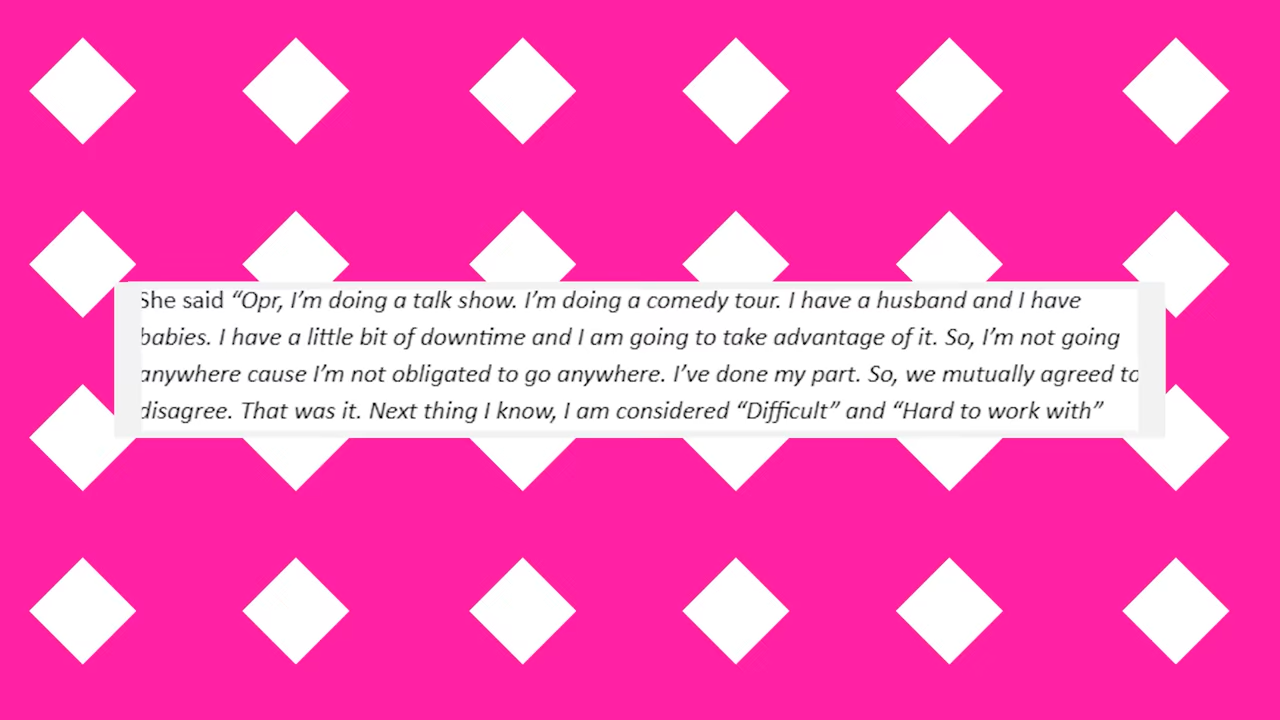 She said “Opr, I’m doing a talk show. I’m doing a comedy tour. I have a husband and I have
babies. I have a little bit of downtime and I am going to take advantage of it. So, I’m not going
anywhere cause I’m not obligated to go anywhere. I’ve done my part. So, we mutually agreed to
disagree. That was it. Next thing I know, I am considered “Difficult” and “Hard to work with”